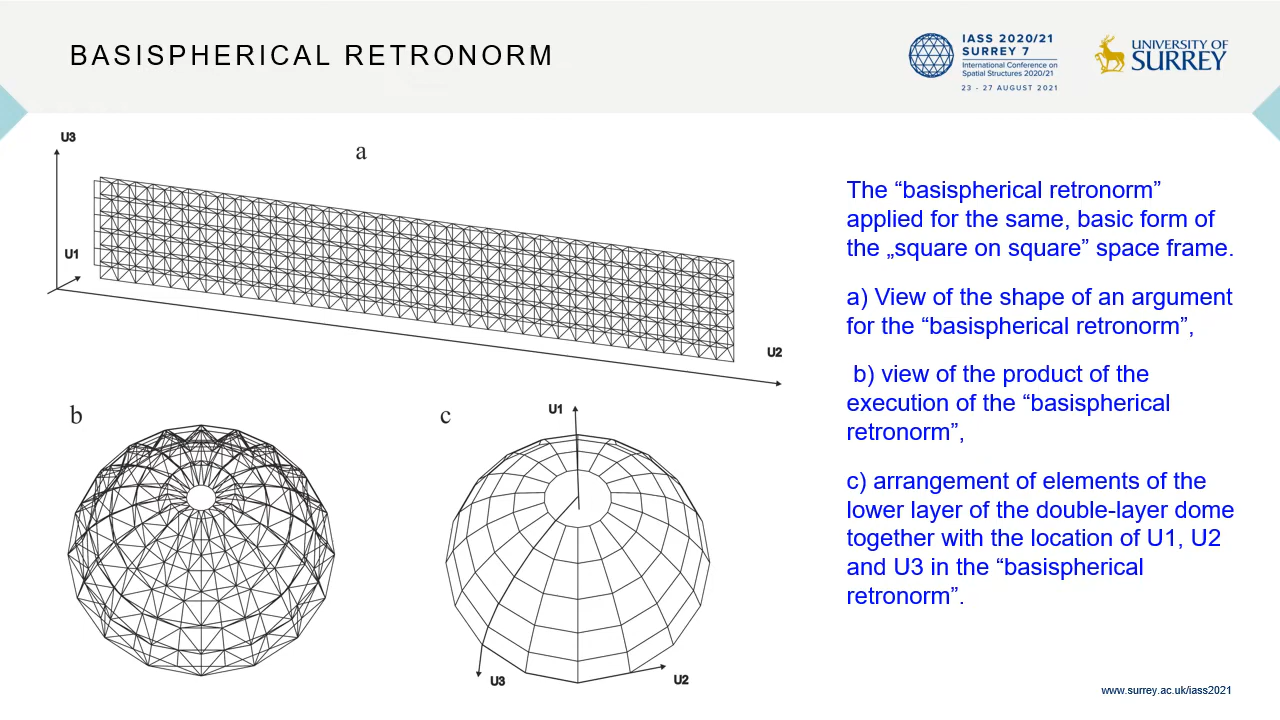 BASISPHERICAL RETRONORM
IASS 2020/21
SURREY 7
International Conference on
Spatial Structures 2020/21
23 - 27 AUGUST 2021
UNIVERSITY OF
SURREY
U3
a
U1
U2
b
c
U1
U3
U2
The “basispherical retronorm”
applied for the same, basic form of
the „square on square” space frame.
a) View of the shape of an argument
for the “basispherical retronorm”,
b) view of the product of the
execution of the “basispherical
retronorm”,
c) arrangement of elements of the
lower layer of the double-layer dome
together with the location of U1, U2
and U3 in the “basispherical
retronorm”.
www.surrey.ac.uk/iass2021